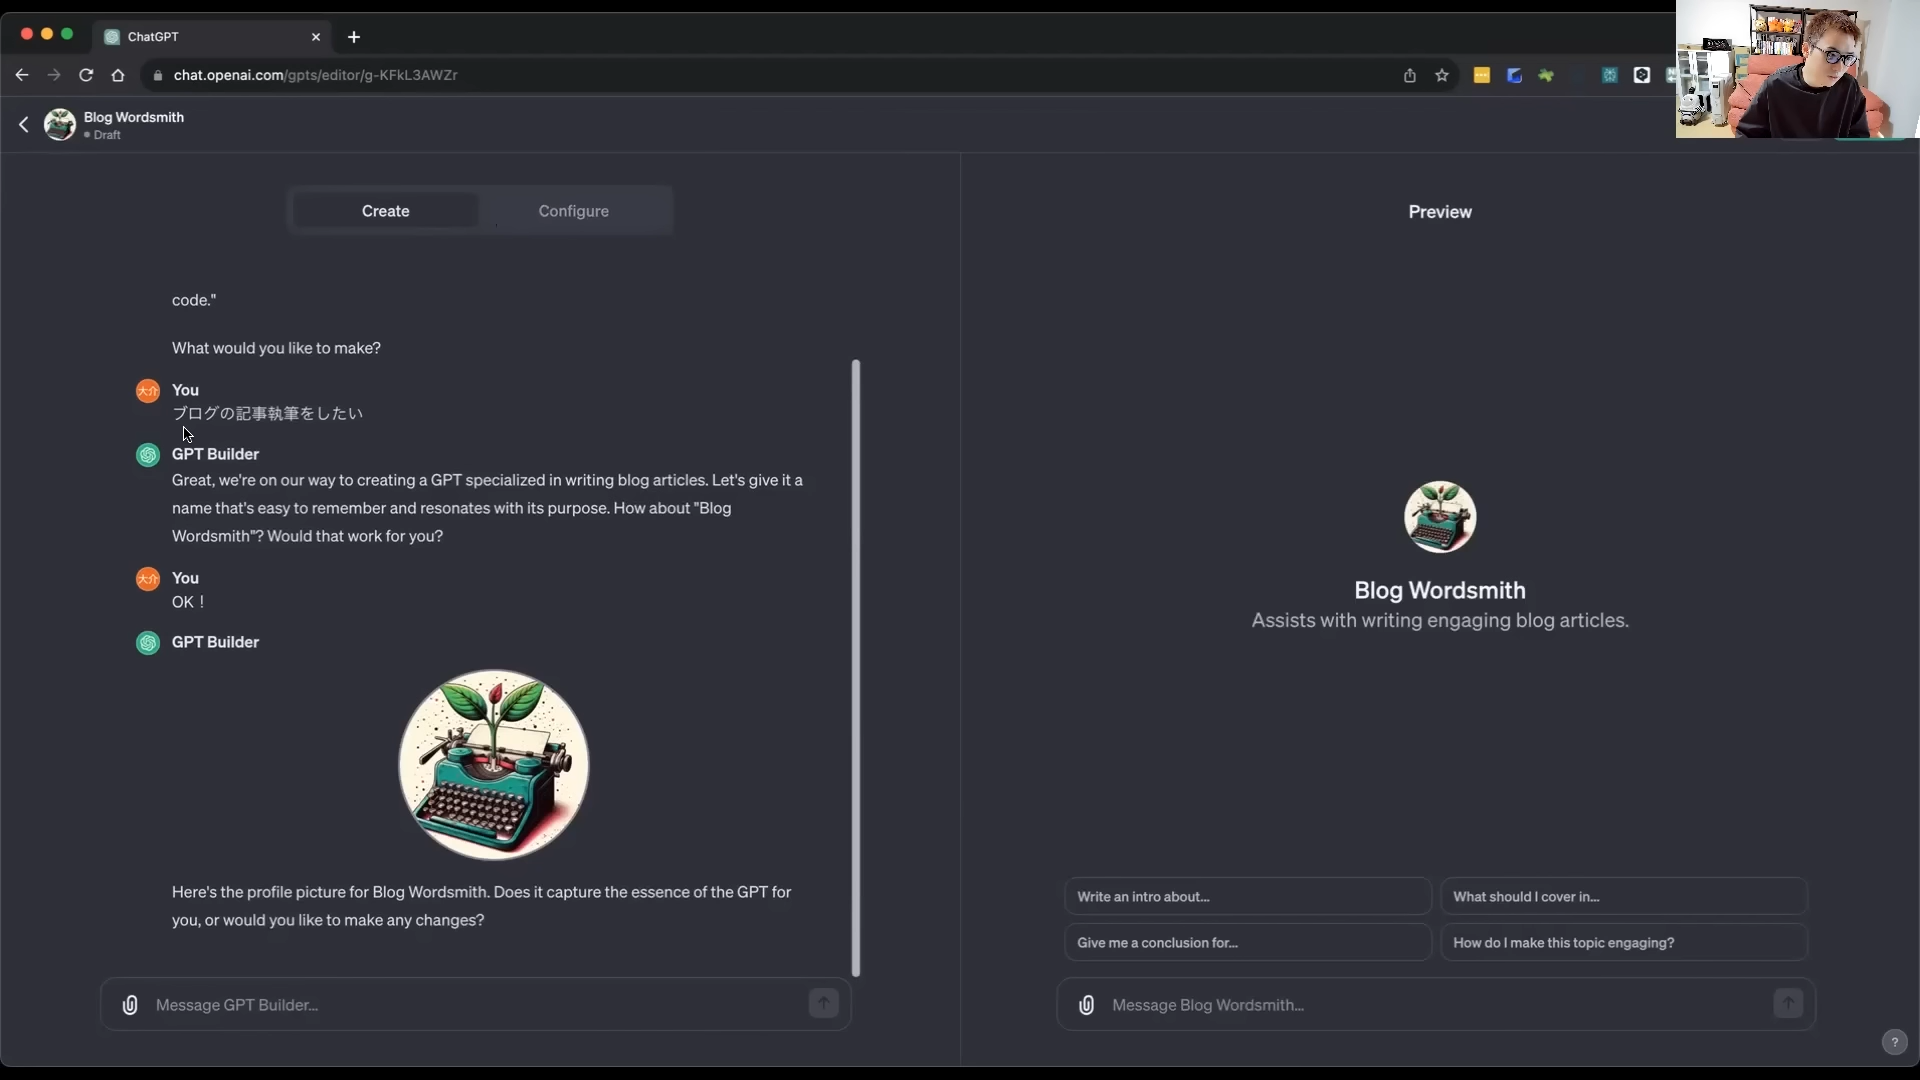 ChatGPT
chat.openai.com/gpts/editor/g-KFkL3AWZr
Blog Wordsmith
Draft
Create
Configure
Preview
code."
What would you like to make?
大介
You
ブログの記事執筆をしたい
GPT Builder
Great, we're on our way to creating a GPT specialized in writing blog articles. Let's give it a
name that's easy to remember and resonates with its purpose. How about "Blog
Wordsmith"? Would that work for you?
大介
You
OK！
GPT Builder
Here's the profile picture for Blog Wordsmith. Does it capture the essence of the GPT for
you, or would you like to make any changes?
Message GPT Builder...
Blog Wordsmith
Assists with writing engaging blog articles.
Write an intro about...
What should I cover in...
Give me a conclusion for...
How do I make this topic engaging?
Message Blog Wordsmith...
?